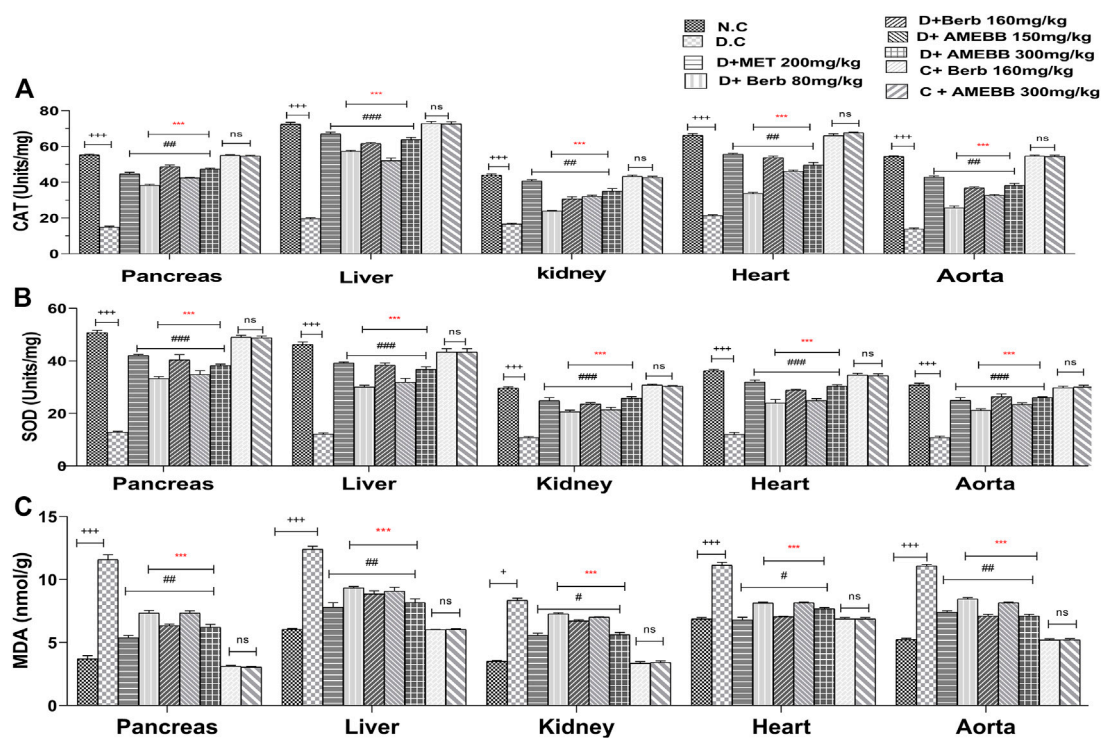 N.C
D.C
D+MET 200mg/kg
D+ Berb 80mg/kg
D+Berb 160mg/kg
D+ AMEBB 150mg/kg
D+ AMEBB 300mg/kg
C+ Berb 160mg/kg
C + AMEBB 300mg/kg
A
CAT (Units/mg)
80
60
40
20
0
+++ *** ## ns
+++ *** ### ns
+++ *** ## ns
+++ *** ## ns
+++ *** ## ns
Pancreas Liver kidney Heart Aorta
B
SOD (Units/mg)
60
40
20
0
+++ *** ### ns
+++ *** ### ns
+++ *** ### ns
+++ *** ### ns
+++ *** ### ns
Pancreas Liver Kidney Heart Aorta
C
MDA (nmol/g)
15
10
5
0
+++ *** ## ns
+++ *** ## ns
+ *** # ns
+++ *** # ns
+++ *** ## ns
Pancreas Liver Kidney Heart Aorta